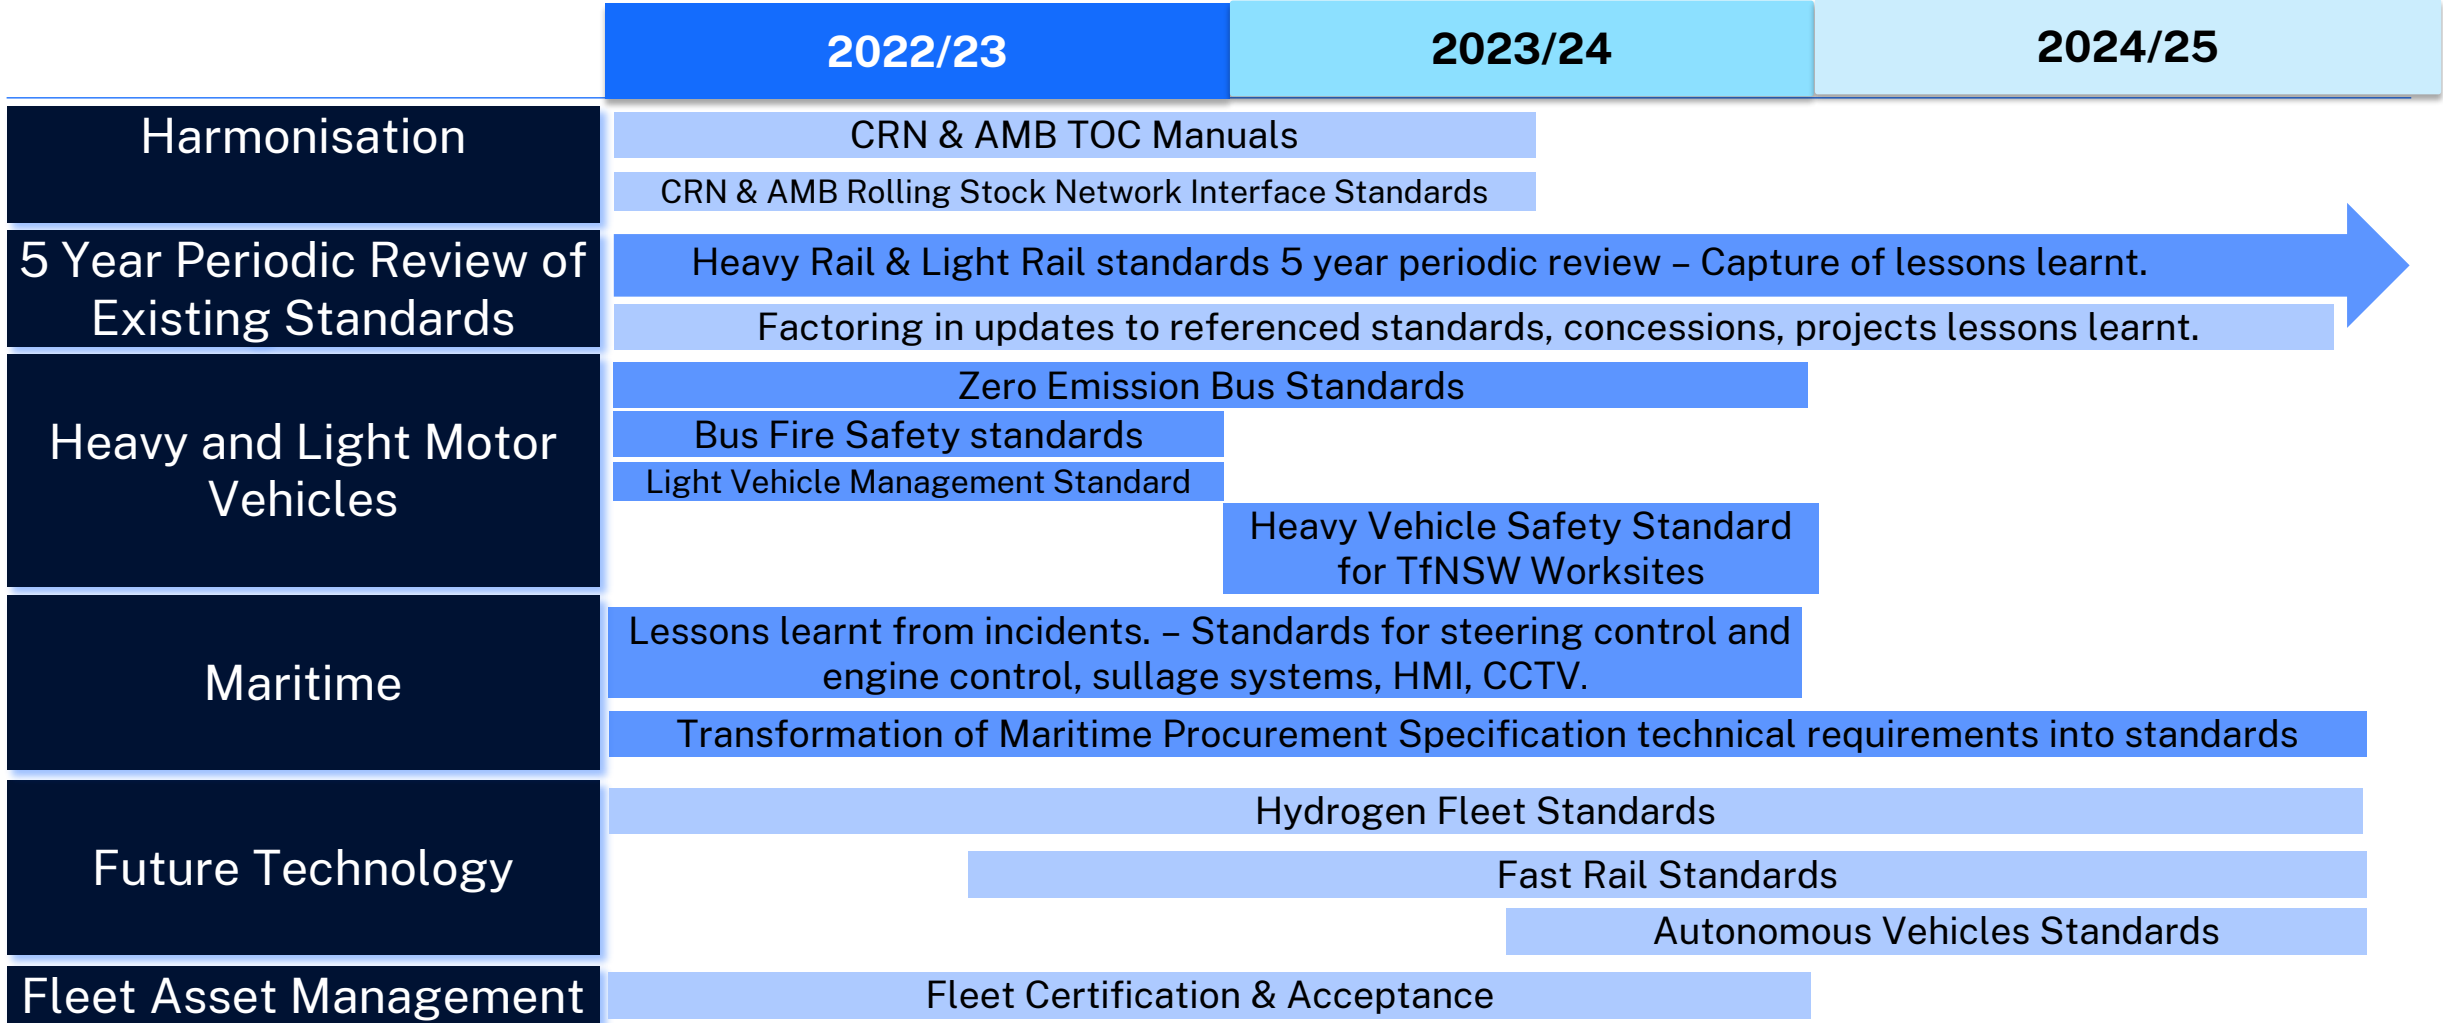 2022/23
2023/24
2024/25
Harmonisation
CRN & AMB TOC Manuals
CRN & AMB Rolling Stock Network Interface Standards
5 Year Periodic Review of
Existing Standards
Heavy Rail & Light Rail standards 5 year periodic review – Capture of lessons learnt.
Factoring in updates to referenced standards, concessions, projects lessons learnt.
Heavy and Light Motor
Vehicles
Zero Emission Bus Standards
Bus Fire Safety standards
Light Vehicle Management Standard
Heavy Vehicle Safety Standard
for TfNSW Worksites
Maritime
Lessons learnt from incidents. – Standards for steering control and
engine control, sullage systems, HMI, CCTV.
Transformation of Maritime Procurement Specification technical requirements into standards
Future Technology
Hydrogen Fleet Standards
Fast Rail Standards
Autonomous Vehicles Standards
Fleet Asset Management
Fleet Certification & Acceptance